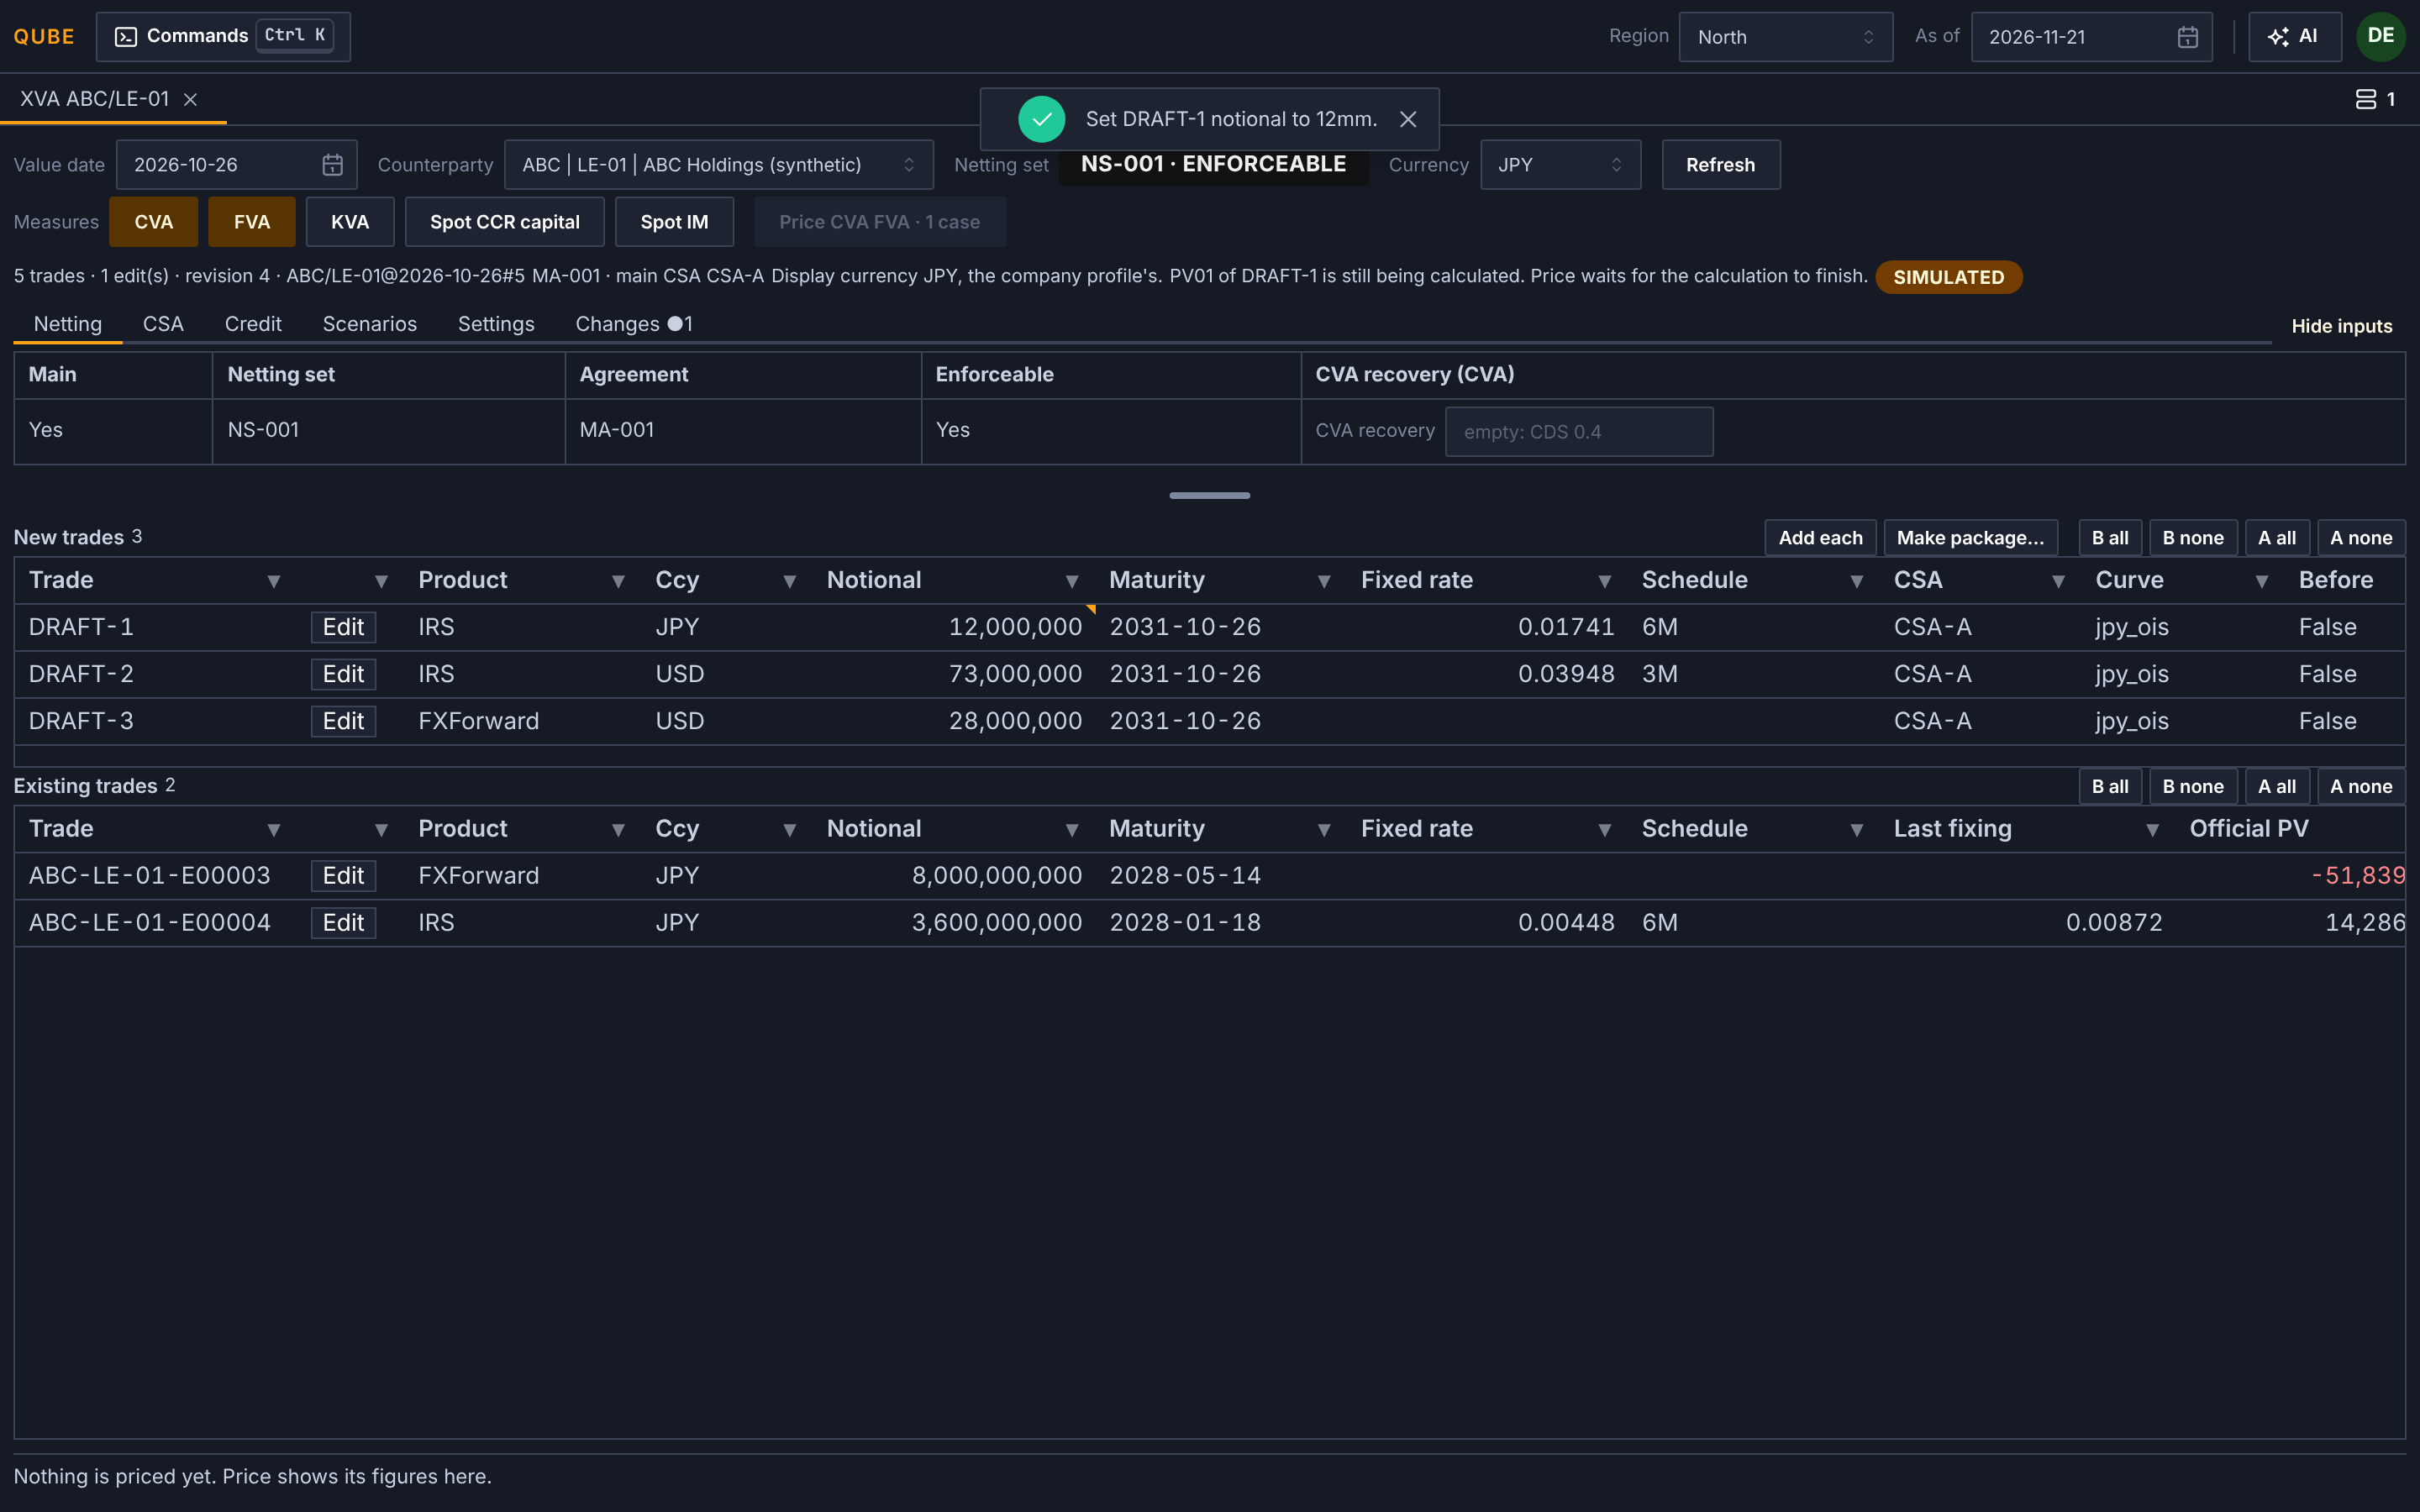 QUBE Commands Ctrl K Region North As of 2026-11-21 AI DE
XVA ABC/LE-01 1
Set DRAFT-1 notional to 12mm.
Value date 2026-10-26 Counterparty ABC | LE-01 | ABC Holdings (synthetic) Netting set NS-001 · ENFORCEABLE Currency JPY Refresh
Measures CVA FVA KVA Spot CCR capital Spot IM Price CVA FVA · 1 case
5 trades · 1 edit(s) · revision 4 · ABC/LE-01@2026-10-26#5 MA-001 · main CSA CSA-A Display currency JPY, the company profile's. PV01 of DRAFT-1 is still being calculated. Price waits for the calculation to finish. SIMULATED
Netting CSA Credit Scenarios Settings Changes 1 Hide inputs
Main Netting set Agreement Enforceable CVA recovery (CVA)
Yes NS-001 MA-001 Yes CVA recovery empty: CDS 0.4
New trades 3 Add each Make package... B all B none A all A none
Trade Product Ccy Notional Maturity Fixed rate Schedule CSA Curve Before
DRAFT-1 Edit IRS JPY 12,000,000 2031-10-26 0.01741 6M CSA-A jpy_ois False
DRAFT-2 Edit IRS USD 73,000,000 2031-10-26 0.03948 3M CSA-A jpy_ois False
DRAFT-3 Edit FXForward USD 28,000,000 2031-10-26 CSA-A jpy_ois False
Existing trades 2 B all B none A all A none
Trade Product Ccy Notional Maturity Fixed rate Schedule Last fixing Official PV
ABC-LE-01-E00003 Edit FXForward JPY 8,000,000,000 2028-05-14 -51,839
ABC-LE-01-E00004 Edit IRS JPY 3,600,000,000 2028-01-18 0.00448 6M 0.00872 14,286
Nothing is priced yet. Price shows its figures here.